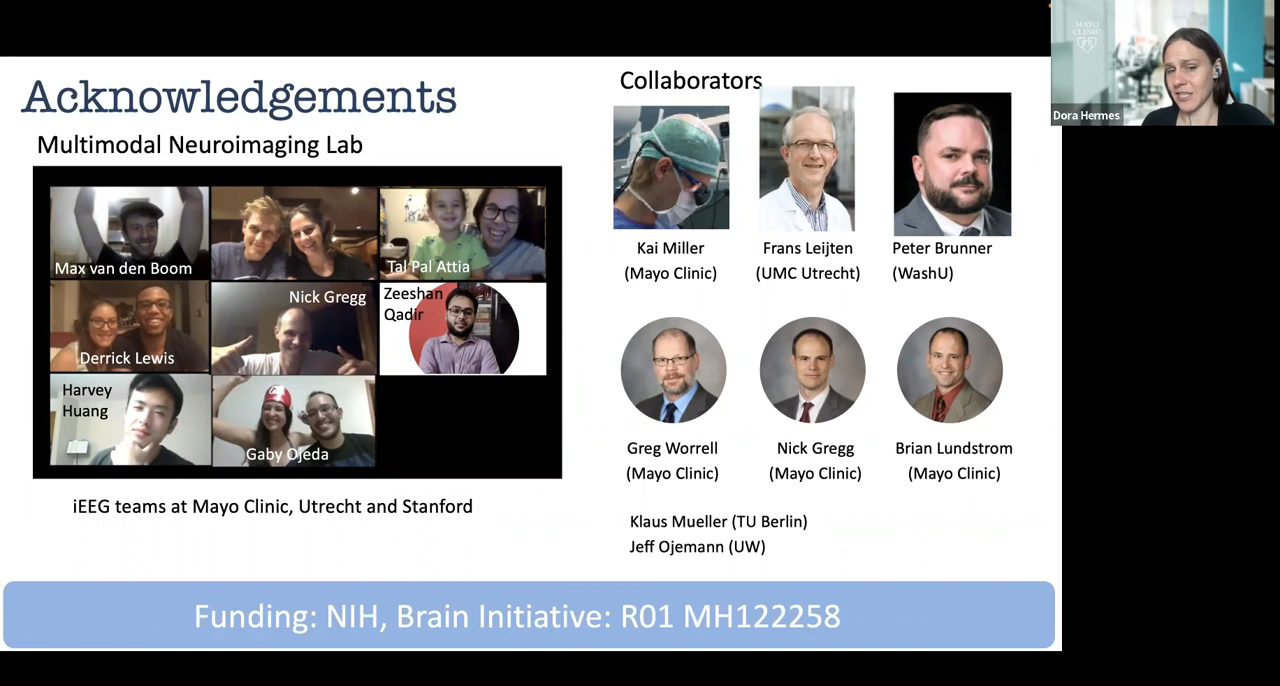 Acknowledgements
Multimodal Neuroimaging Lab
Max van den Boom
Tal Pal Attia
Derrick Lewis
Nick Gregg
Zeeshan
Qadir
Harvey
Huang
Gaby Ojeda
iEEG teams at Mayo Clinic, Utrecht and Stanford
Collaborators
Kai Miller
(Mayo Clinic)
Frans Leijten
(UMC Utrecht)
Peter Brunner
(WashU)
Greg Worrell
(Mayo Clinic)
Nick Gregg
(Mayo Clinic)
Brian Lundstrom
(Mayo Clinic)
Klaus Mueller (TU Berlin)
Jeff Ojemann (UW)
Funding: NIH, Brain Initiative: R01 MH122258
MAYO
CLINIC
Dora Hermes